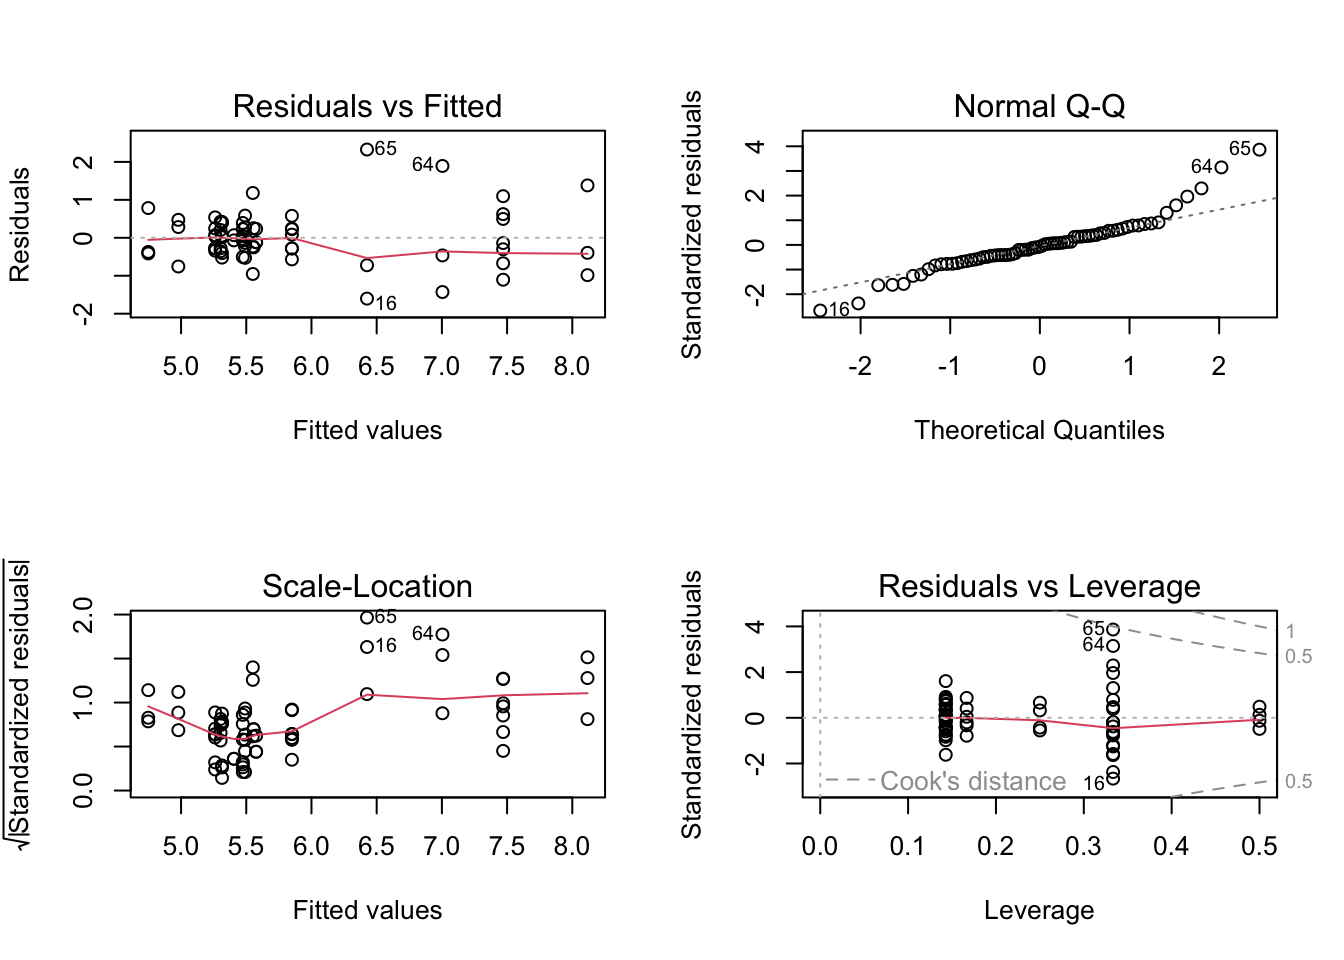 Residuals vs Fitted
Residuals
2
1
0
-2
65
64
16
5.0 5.5 6.0 6.5 7.0 7.5 8.0
Fitted values
Normal Q-Q
Standardized residuals
4
2
0
-2
65
64
16
-2 -1 0 1 2
Theoretical Quantiles
Scale-Location
√|Standardized residuals|
2.0
1.0
0.0
65
64
16
5.0 5.5 6.0 6.5 7.0 7.5 8.0
Fitted values
Residuals vs Leverage
Standardized residuals
4
2
0
-2
65
64
16
1
0.5
0.5
Cook's distance
0.0 0.1 0.2 0.3 0.4 0.5
Leverage